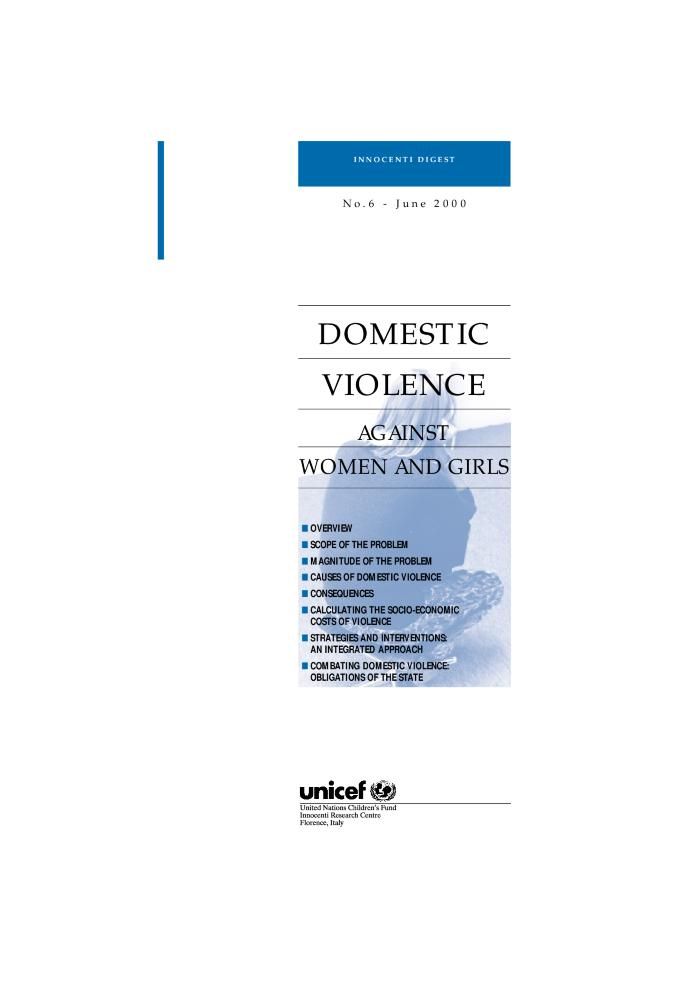 INNOCENTI DIGEST
No.6 - June 2000
DOMESTIC
VIOLENCE
AGAINST
WOMEN AND GIRLS
OVERVIEW
SCOPE OF THE PROBLEM
MAGNITUDE OF THE PROBLEM
CAUSES OF DOMESTIC VIOLENCE
CONSEQUENCES
CALCULATING THE SOCIO-ECONOMIC
COSTS OF VIOLENCE
STRATEGIES AND INTERVENTIONS:
AN INTEGRATED APPROACH
COMBATING DOMESTIC VIOLENCE:
OBLIGATIONS OF THE STATE
unicef
United Nations Children's Fund
Innocenti Research Centre
Florence, Italy